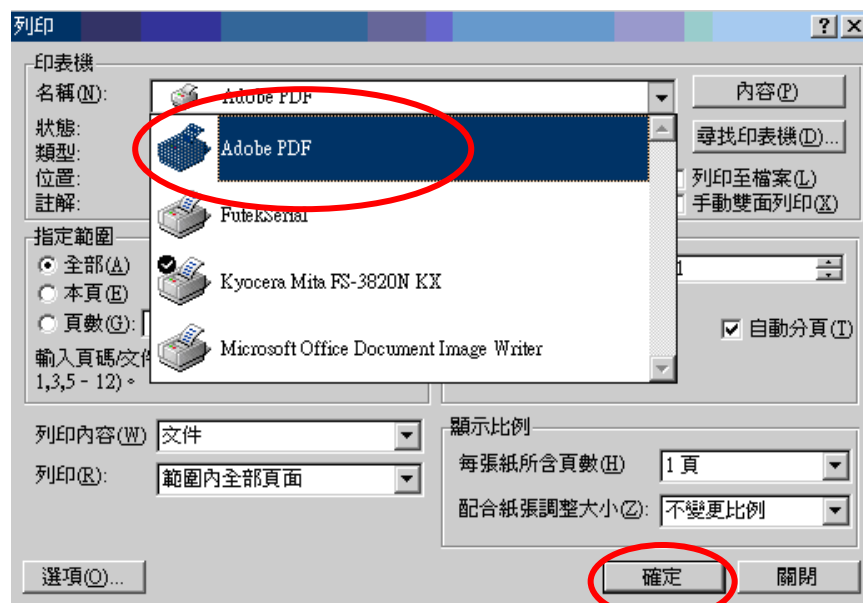 列印
印表機
名稱(N):
Adobe PDF
內容(P)
狀態:
Adobe PDF
尋找印表機(D)...
類型:
位置:
列印至檔案(L)
註解:
手動雙面列印(X)
FutekSerial
指定範圍
全部(A)
1
Kyocera Mita FS-3820N KX
本頁(E)
頁數(G):
自動分頁(T)
Microsoft Office Document Image Writer
輸入頁碼/文件
1,3,5 - 12)。
列印內容(W)
文件
顯示比例
每張紙所含頁數(H)
1 頁
列印(R):
範圍內全部頁面
配合紙張調整大小(Z):
不變更比例
選項(O)...
確定
關閉